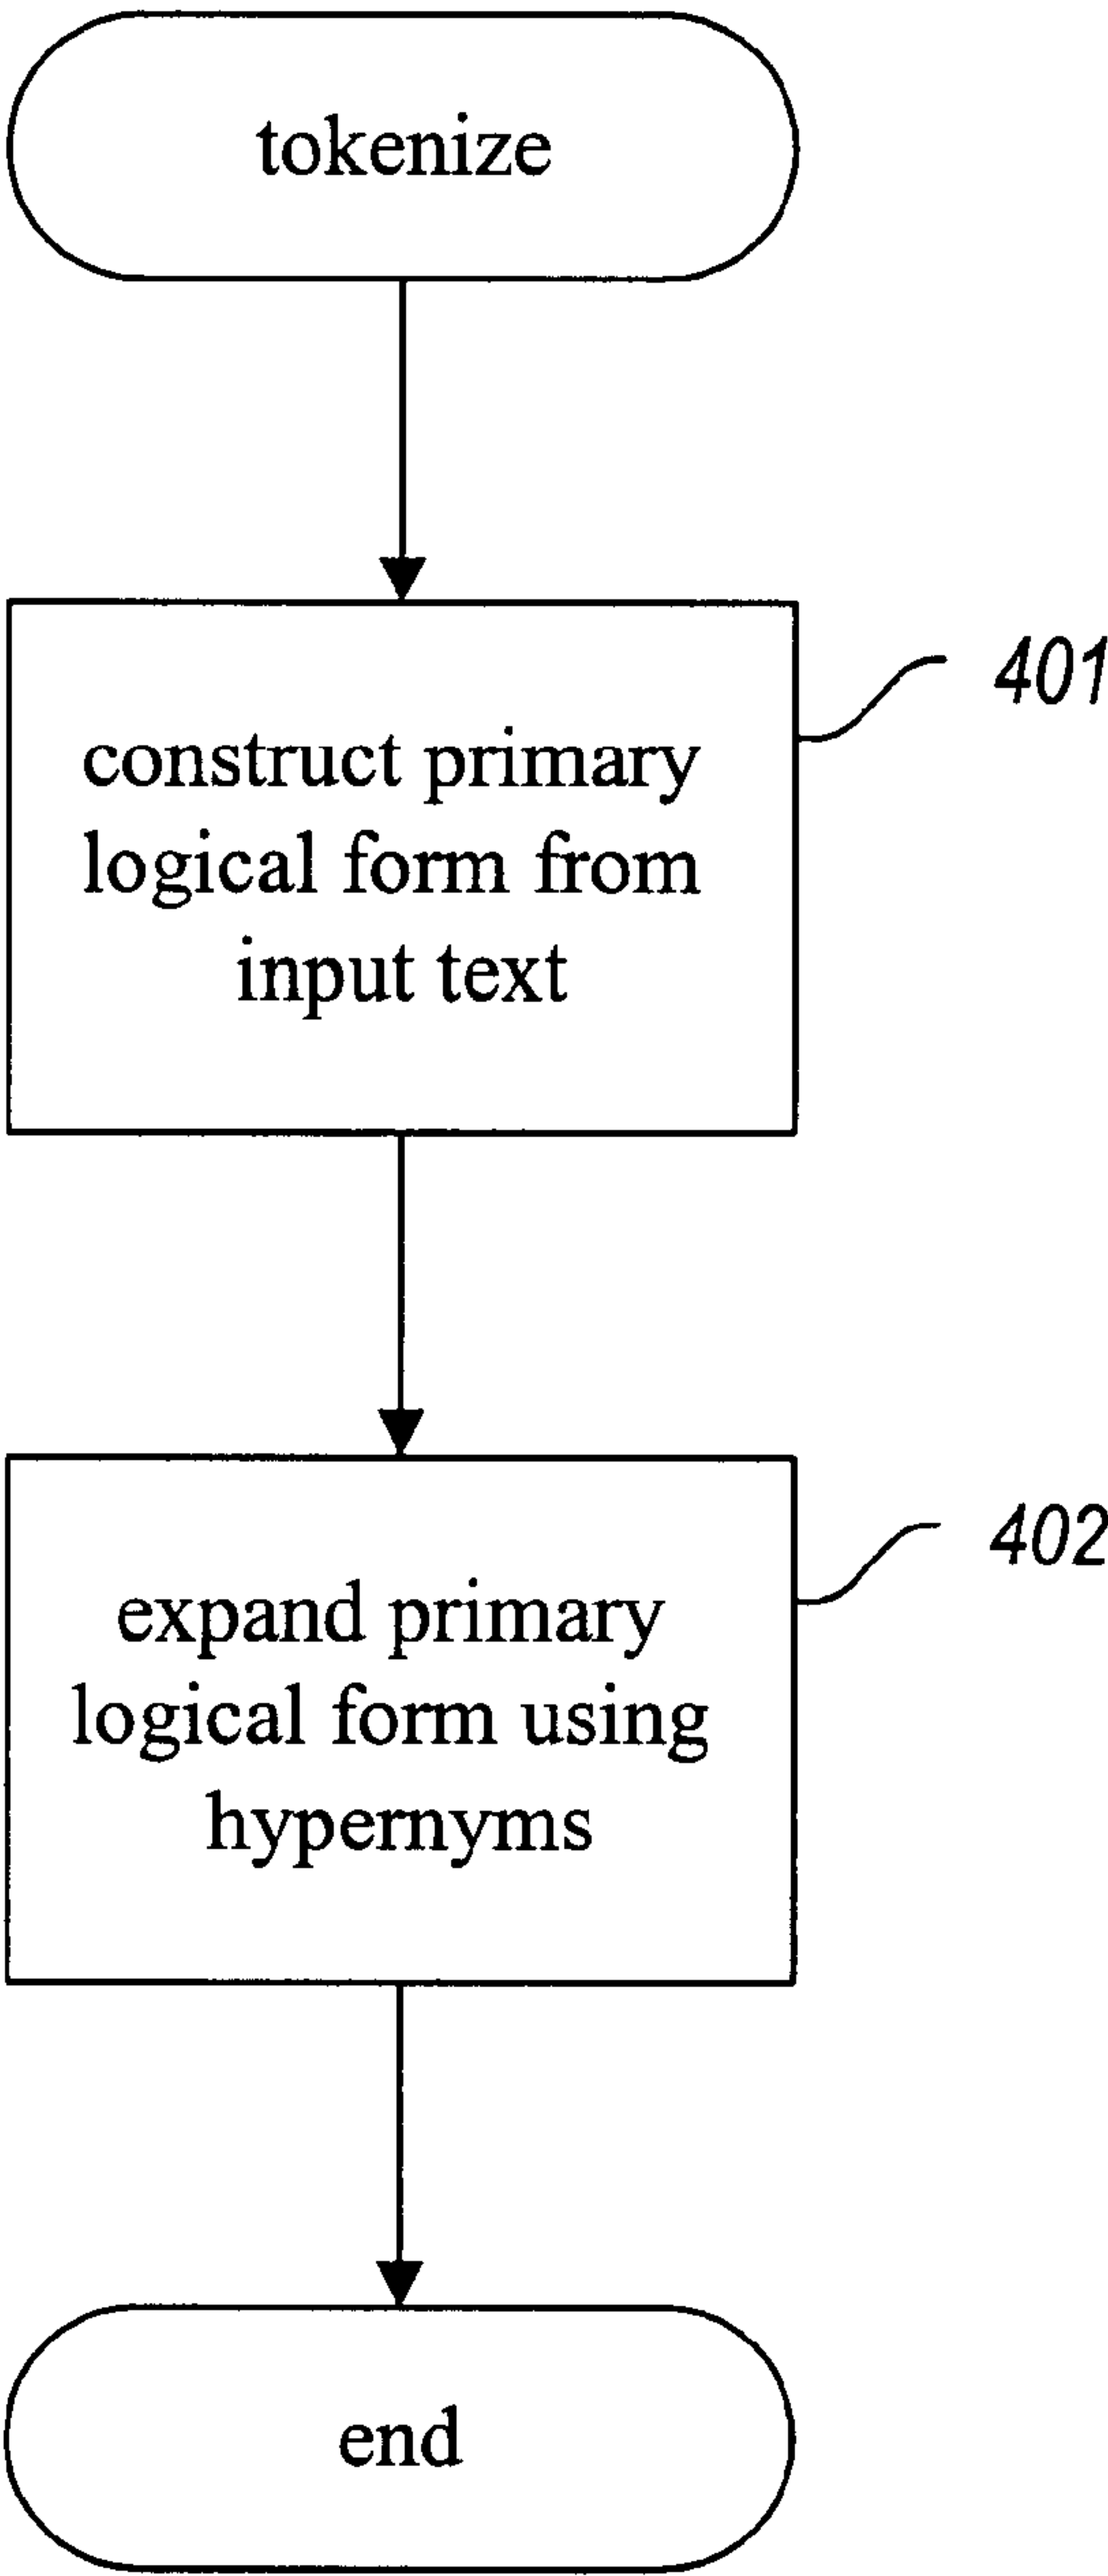 tokenize
401
construct primary
logical form from
input text
402
expand primary
logical form using
hypernyms
end